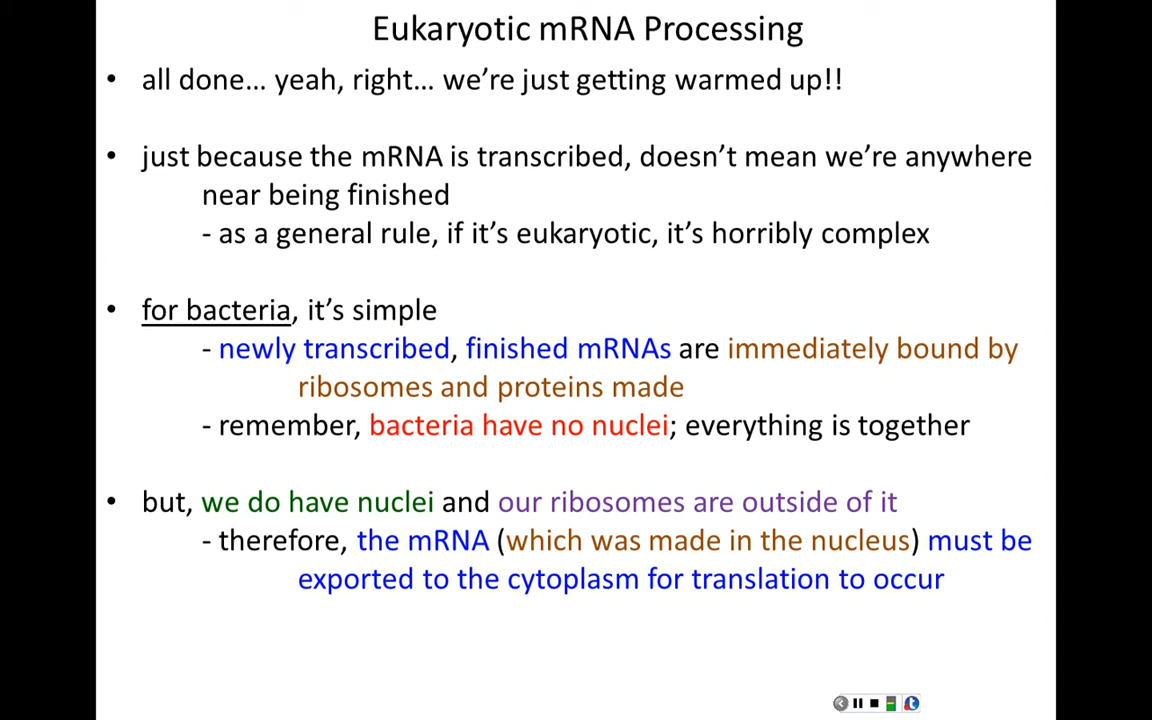 Eukaryotic mRNA Processing
• all done… yeah, right… we’re just getting warmed up!!
• just because the mRNA is transcribed, doesn’t mean we’re anywhere
near being finished
- as a general rule, if it’s eukaryotic, it’s horribly complex
• for bacteria, it’s simple
- newly transcribed, finished mRNAs are immediately bound by
ribosomes and proteins made
- remember, bacteria have no nuclei; everything is together
• but, we do have nuclei and our ribosomes are outside of it
- therefore, the mRNA (which was made in the nucleus) must be
exported to the cytoplasm for translation to occur